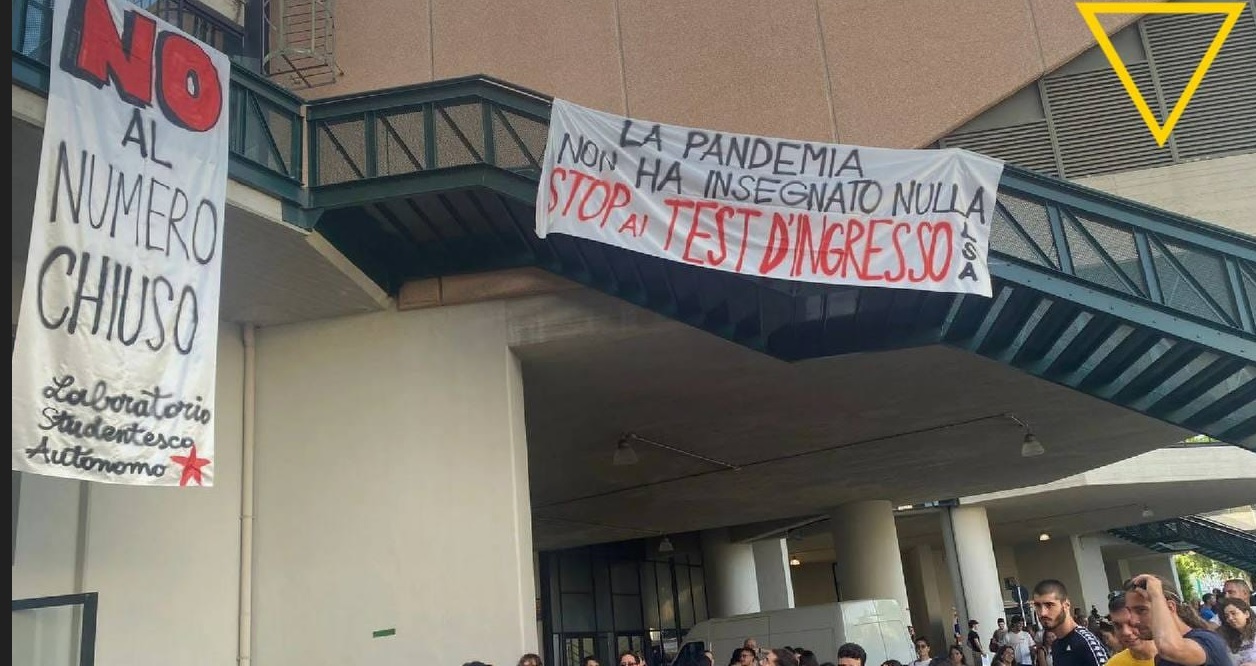 NO
AL
NUMERO
CHIUSO
Laboratorio
Studentesco
Autonomo
LA PANDEMIA
NON HA INSEGNATO NULLA
STOP AI TEST D'INGRESSO
LSA